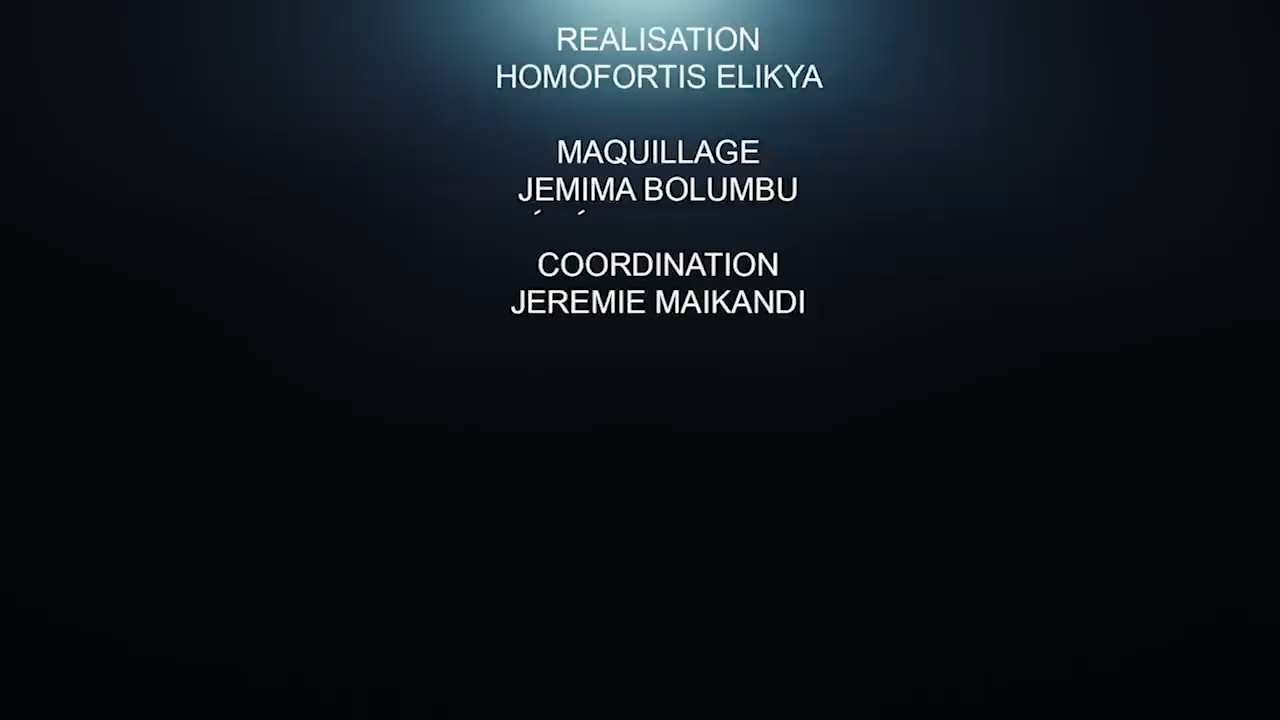 REALISATION
HOMOFORTIS ELIKYA
MAQUILLAGE
JEMIMA BOLUMBU
COORDINATION
JEREMIE MAIKANDI